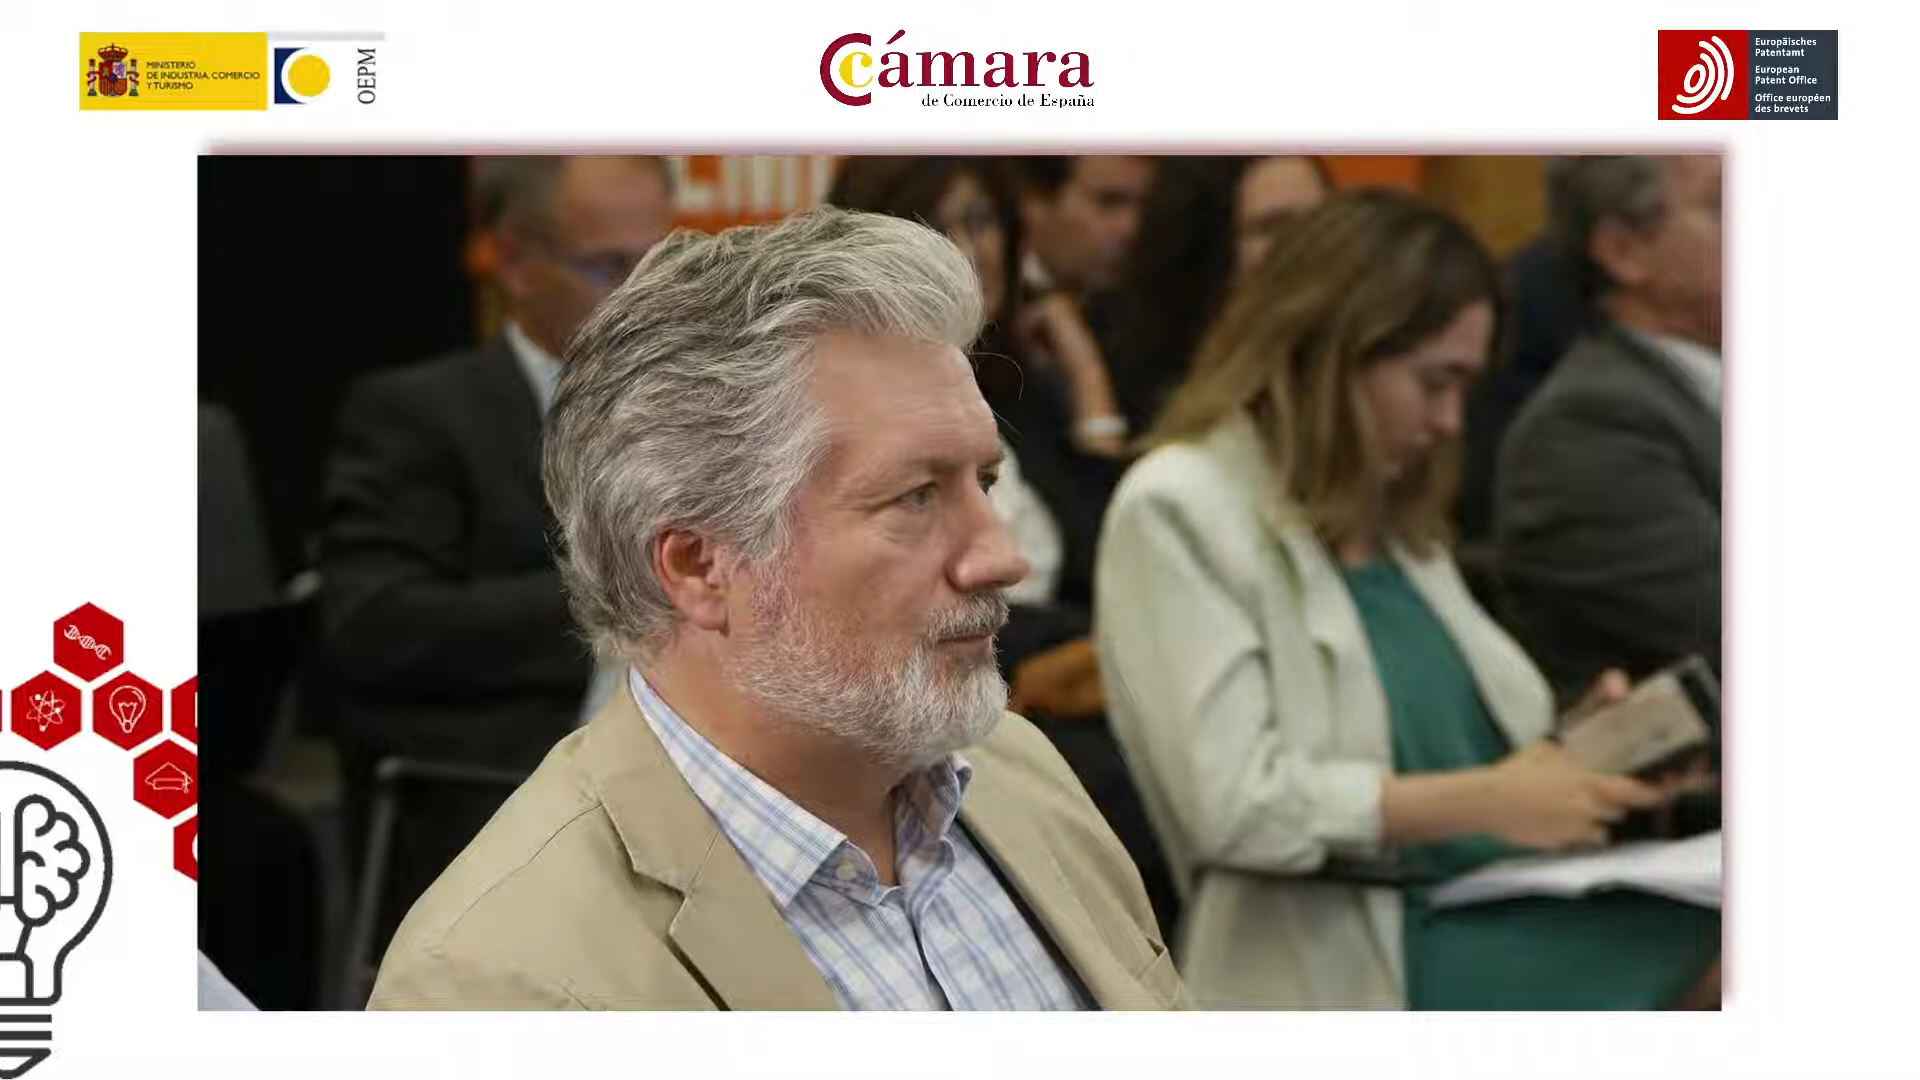 MINISTERIO
DE INDUSTRIA, COMERCIO
Y TURISMO
OEPM
Cámara
de Comercio de España
Europäisches
Patentamt
European
Patent Office
Office européen
des brevets